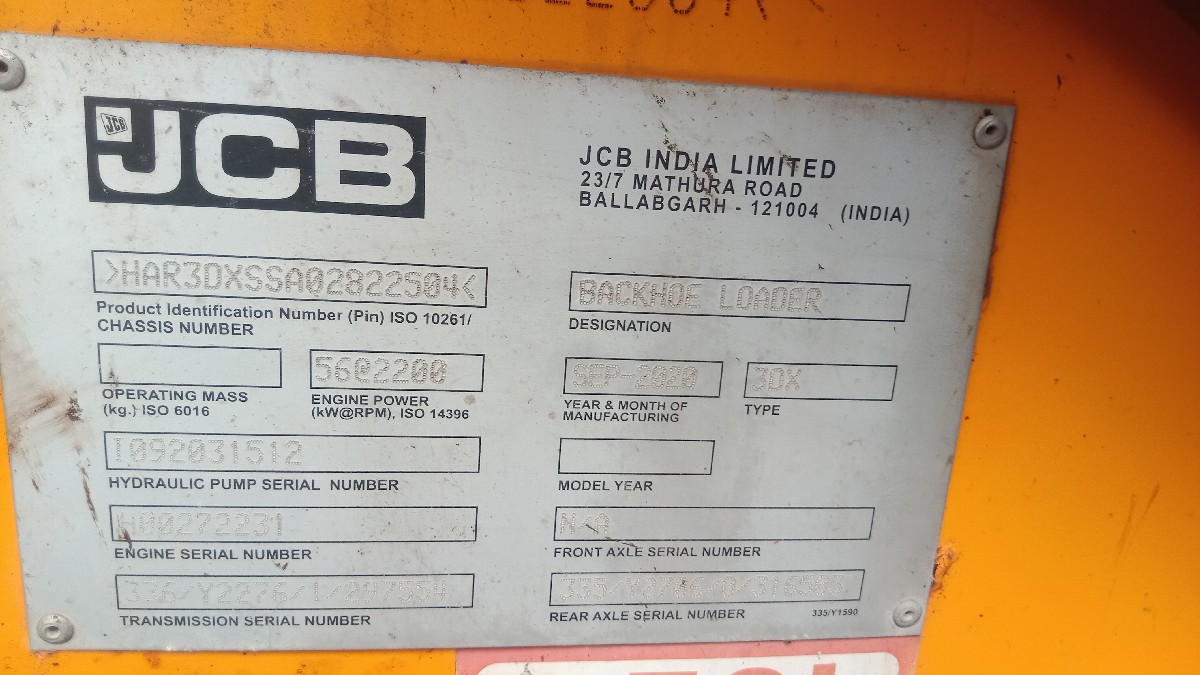 JCB
JCB INDIA LIMITED
23/7 MATHURA ROAD
BALLABGARH - 121004 (INDIA)
>HAR3DXSSA02822504<
Product Identification Number (Pin) ISO 10261/
CHASSIS NUMBER
BACKHOE LOADER
DESIGNATION
OPERATING MASS
(kg.) ISO 6016
56@2200
ENGINE POWER
(kW@RPM), ISO 14396
SEP-2020
YEAR & MONTH OF
MANUFACTURING
3DX
TYPE
I092031512
HYDRAULIC PUMP SERIAL NUMBER
MODEL YEAR
H00272231
ENGINE SERIAL NUMBER
N/A
FRONT AXLE SERIAL NUMBER
TRANSMISSION SERIAL NUMBER
REAR AXLE SERIAL NUMBER
335/Y1590